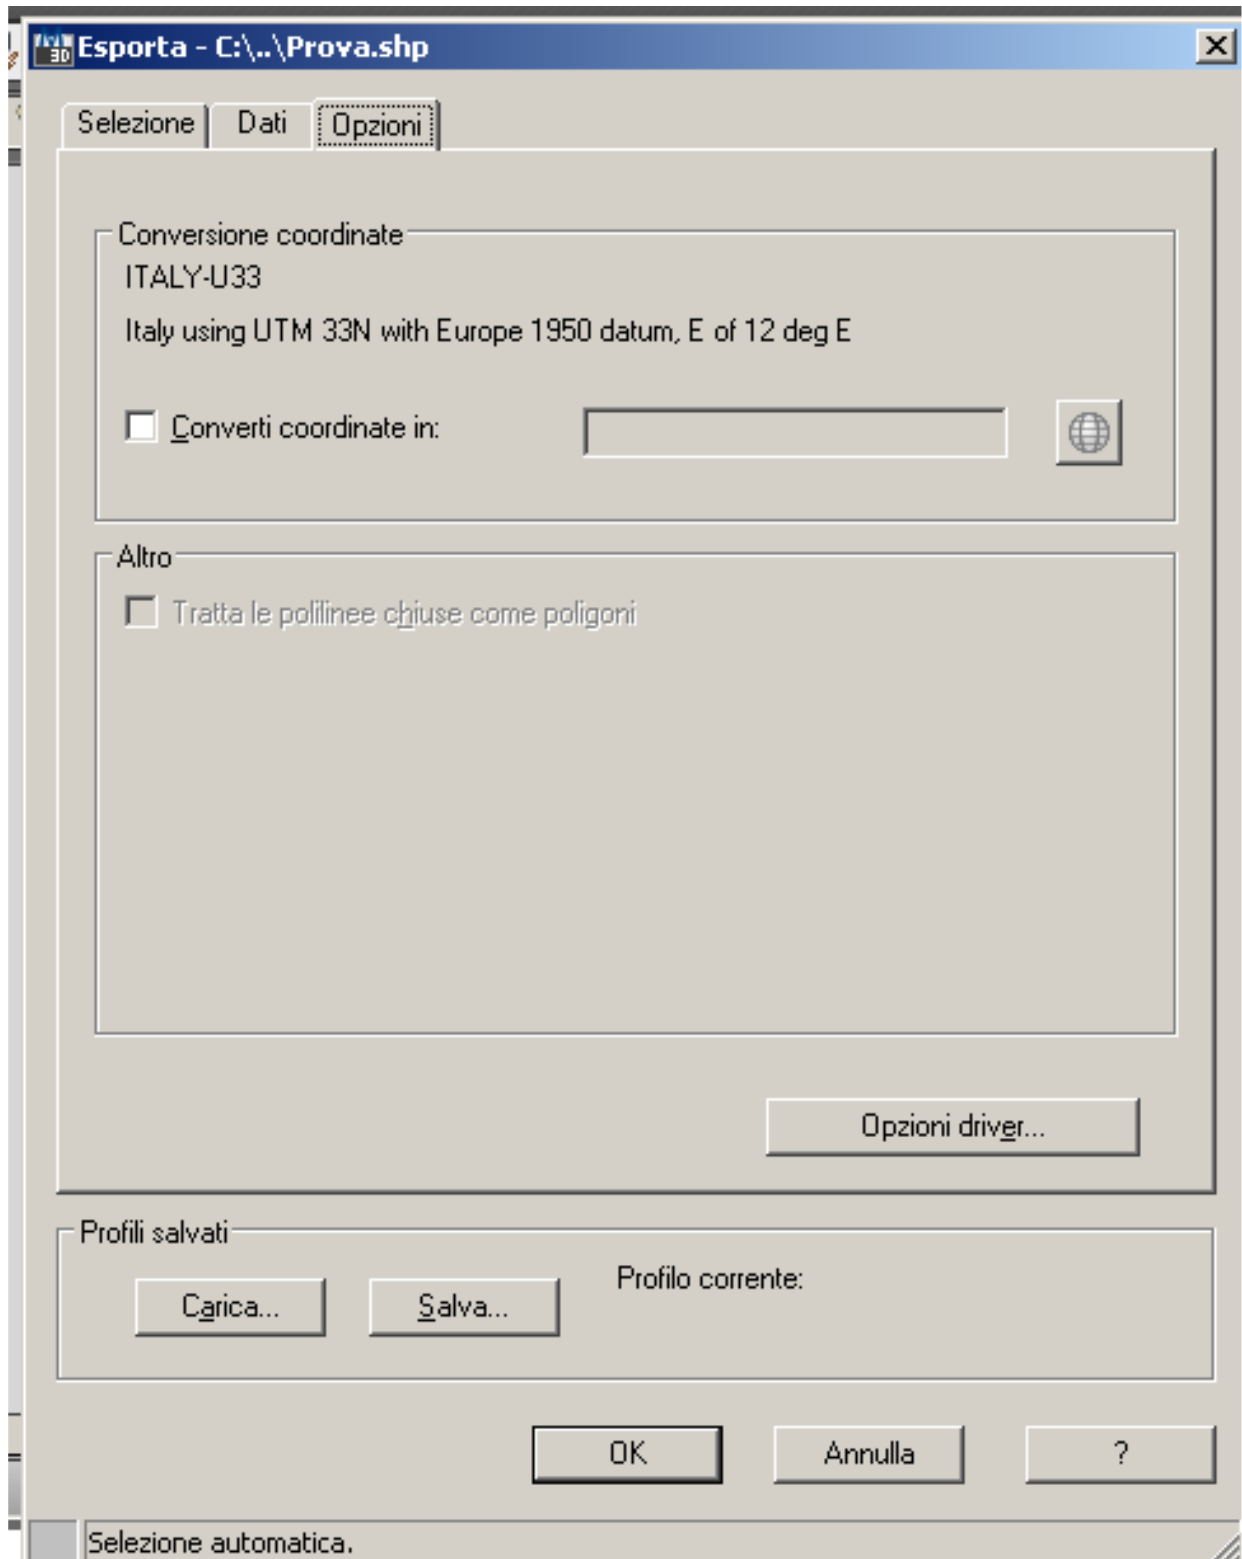 Esporta - C:\..\Prova.shp
Selezione
Dati
Opzioni
Conversione coordinate
ITALY-U33
Italy using UTM 33N with Europe 1950 datum, E of 12 deg E
Converti coordinate in:
Altro
Tratta le polilinee chiuse come poligoni
Opzioni driver...
Profili salvati
Carica...
Salva...
Profilo corrente:
OK
Annulla
?
Selezione automatica.